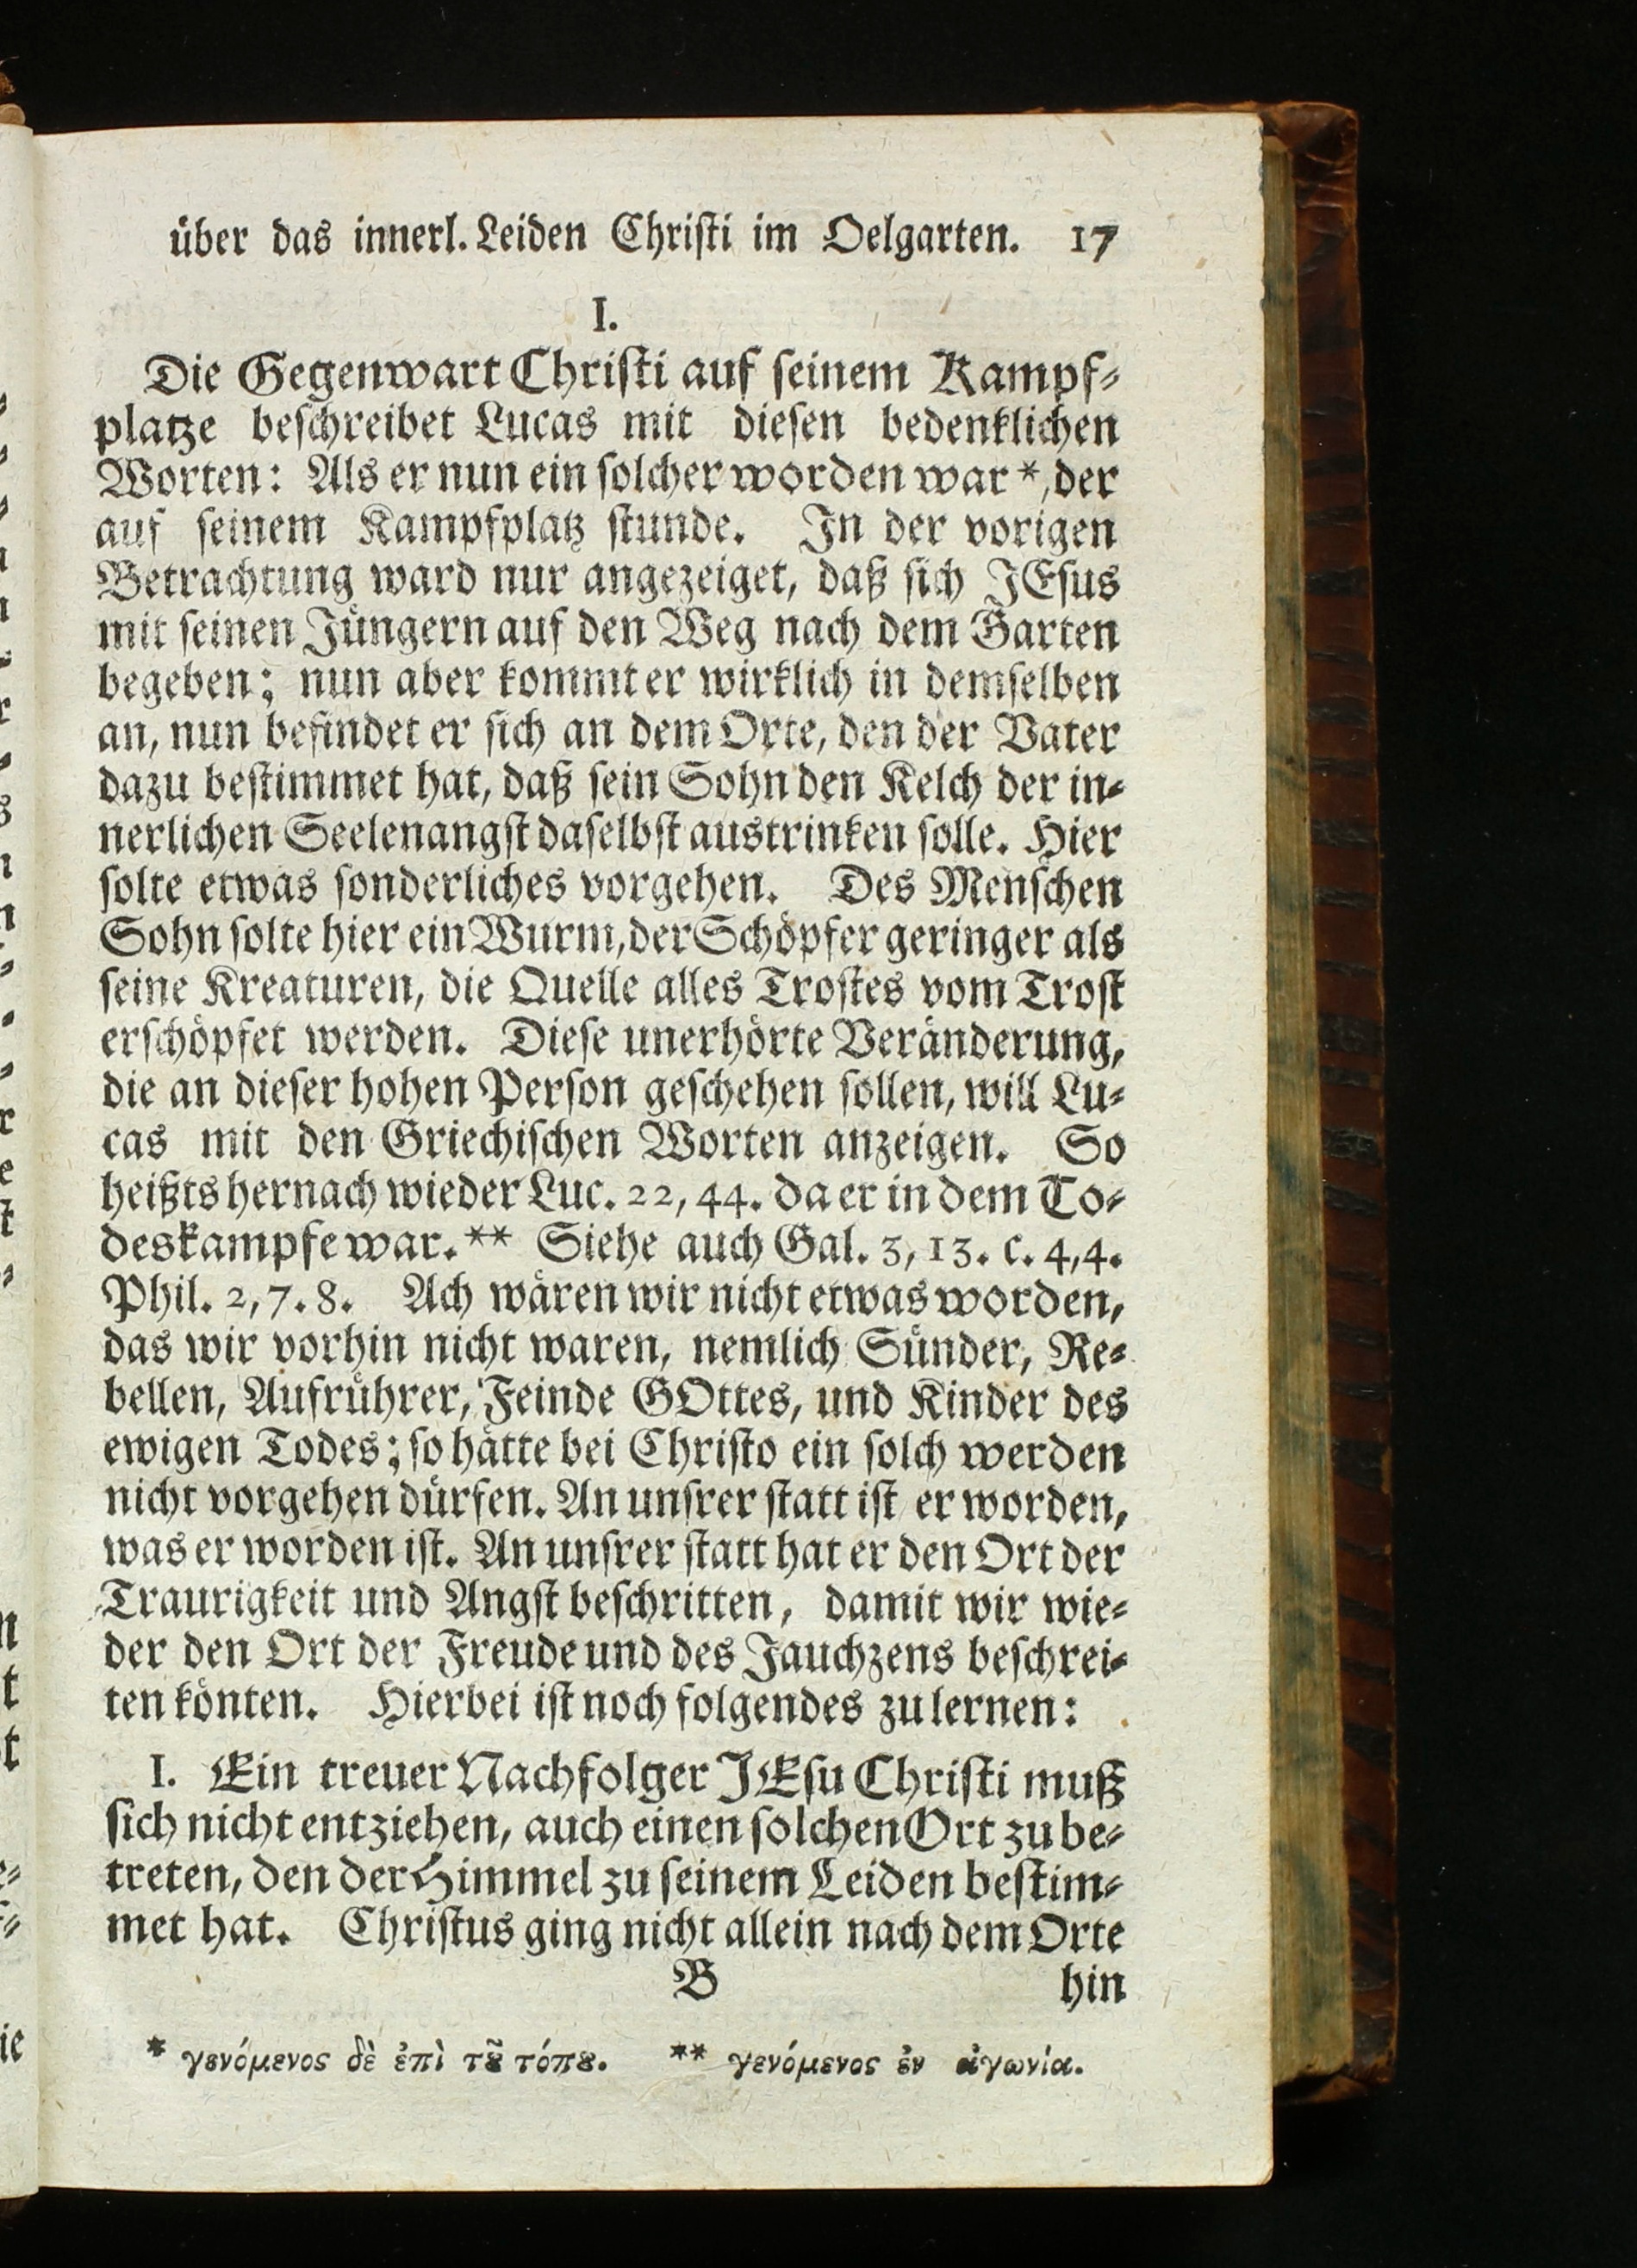 über das innerl. Leiden Christi im Oelgarten. 17
I.
Die Gegenwart Christi auf seinem Kampf-
platze beschreibet Lucas mit diesen bedenklichen
Worten: Als er nun ein solcher worden war *, der
auf seinem Kampfplatz stunde. In der vorigen
Betrachtung ward nur angezeiget, daß sich JEsus
mit seinen Jüngern auf den Weg nach dem Garten
begeben; nun aber kommt er wirklich in demselben
an, nun befindet er sich an dem Orte, den der Vater
dazu bestimmet hat, daß sein Sohn den Kelch der in-
nerlichen Seelenangst daselbst austrinken solle. Hier
solte etwas sonderliches vorgehen. Des Menschen
Sohn solte hier ein Wurm, der Schöpfer geringer als
seine Kreaturen, die Quelle alles Trostes vom Trost
erschöpfet werden. Diese unerhörte Veränderung,
die an dieser hohen Person geschehen sollen, will Lu-
cas mit den Griechischen Worten anzeigen. So
heißts hernach wieder Luc. 22, 44. da er in dem To-
deskampfe war. ** Siehe auch Gal. 3, 13. c. 4, 4.
Phil. 2, 7. 8. Ach wären wir nicht etwas worden,
das wir vorhin nicht waren, nemlich Sünder, Re-
bellen, Aufrührer, Feinde GOttes, und Kinder des
ewigen Todes; so hätte bei Christo ein solch werden
nicht vorgehen dürfen. An unsrer statt ist er worden,
was er worden ist. An unsrer statt hat er den Ort der
Traurigkeit und Angst beschritten, damit wir wie-
der den Ort der Freude und des Jauchzens beschrei-
ten könten. Hierbei ist noch folgendes zu lernen:
1. Ein treuer Nachfolger JEsu Christi muß
sich nicht entziehen, auch einen solchen Ort zu be-
treten, den der Himmel zu seinem Leiden bestim-
met hat. Christus ging nicht allein nach dem Orte
B hin
* γενόμενος δὲ ἐπὶ τȣ͂ τόπȣ. ** γενόμενος ἐν ἀγωνίᾳ.